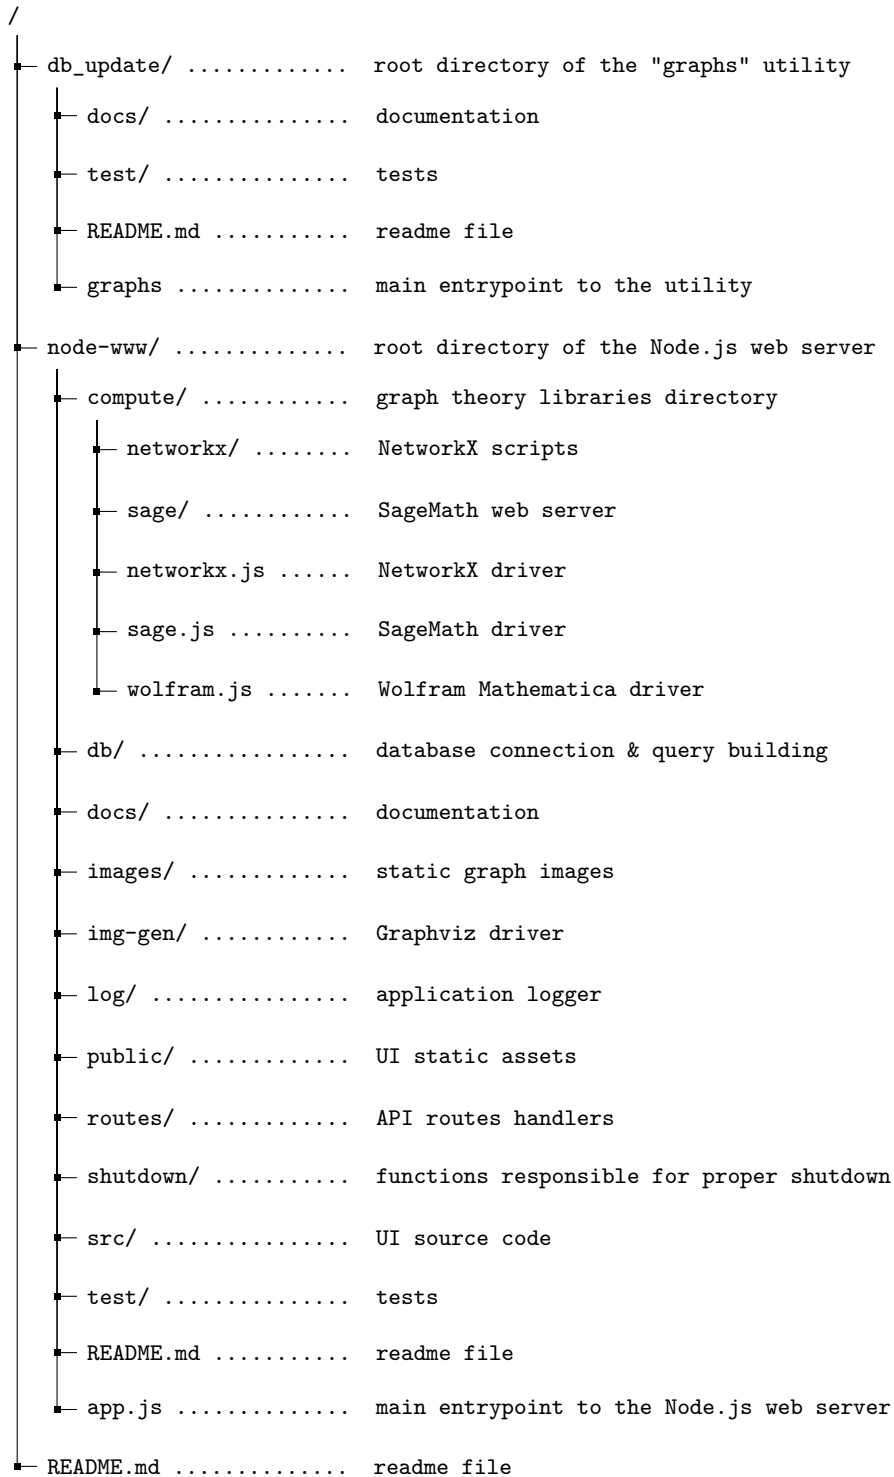 /
db_update/ ............. root directory of the "graphs" utility
docs/ ............... documentation
test/ ............... tests
README.md ........... readme file
graphs .............. main entrypoint to the utility
node-www/ .............. root directory of the Node.js web server
compute/ ............ graph theory libraries directory
networkx/ ........ NetworkX scripts
sage/ ............ SageMath web server
networkx.js ...... NetworkX driver
sage.js .......... SageMath driver
wolfram.js ....... Wolfram Mathematica driver
db/ ................. database connection & query building
docs/ ............... documentation
images/ ............. static graph images
img-gen/ ............ Graphviz driver
log/ ................ application logger
public/ ............. UI static assets
routes/ ............. API routes handlers
shutdown/ ........... functions responsible for proper shutdown
src/ ................ UI source code
test/ ............... tests
README.md ........... readme file
app.js .............. main entrypoint to the Node.js web server
README.md .............. readme file